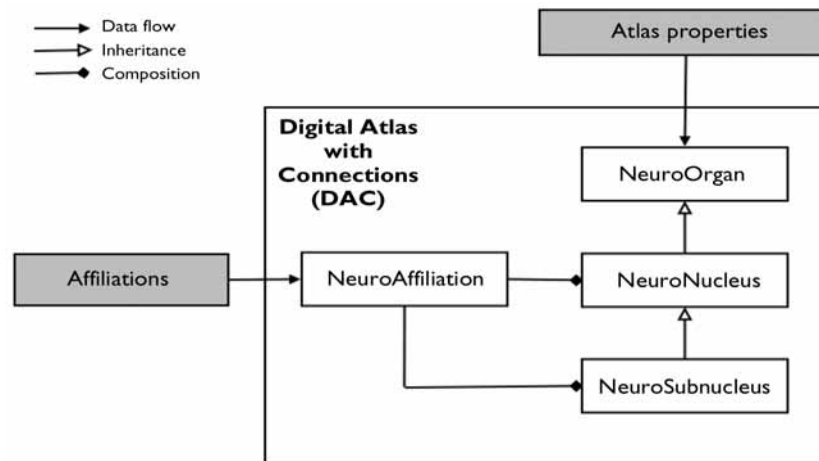 Data flow
Inheritance
Composition
Atlas properties
Digital Atlas
with
Connections
(DAC)
NeuroOrgan
Affiliations
NeuroAffiliation
NeuroNucleus
NeuroSubnucleus